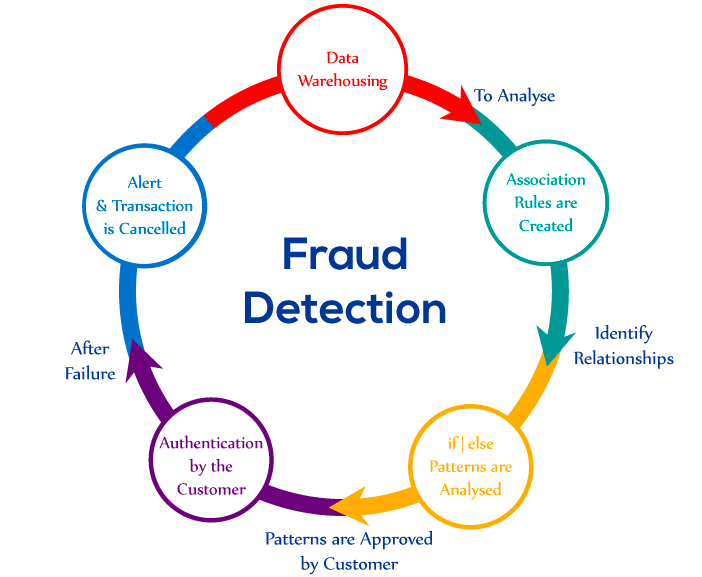 Data
Warehousing
To Analyse
Association
Rules are
Created
Identify
Relationships
if | else
Patterns are
Analysed
Patterns are Approved
by Customer
Authentication
by the
Customer
After
Failure
Alert
& Transaction
is Cancelled
Fraud
Detection